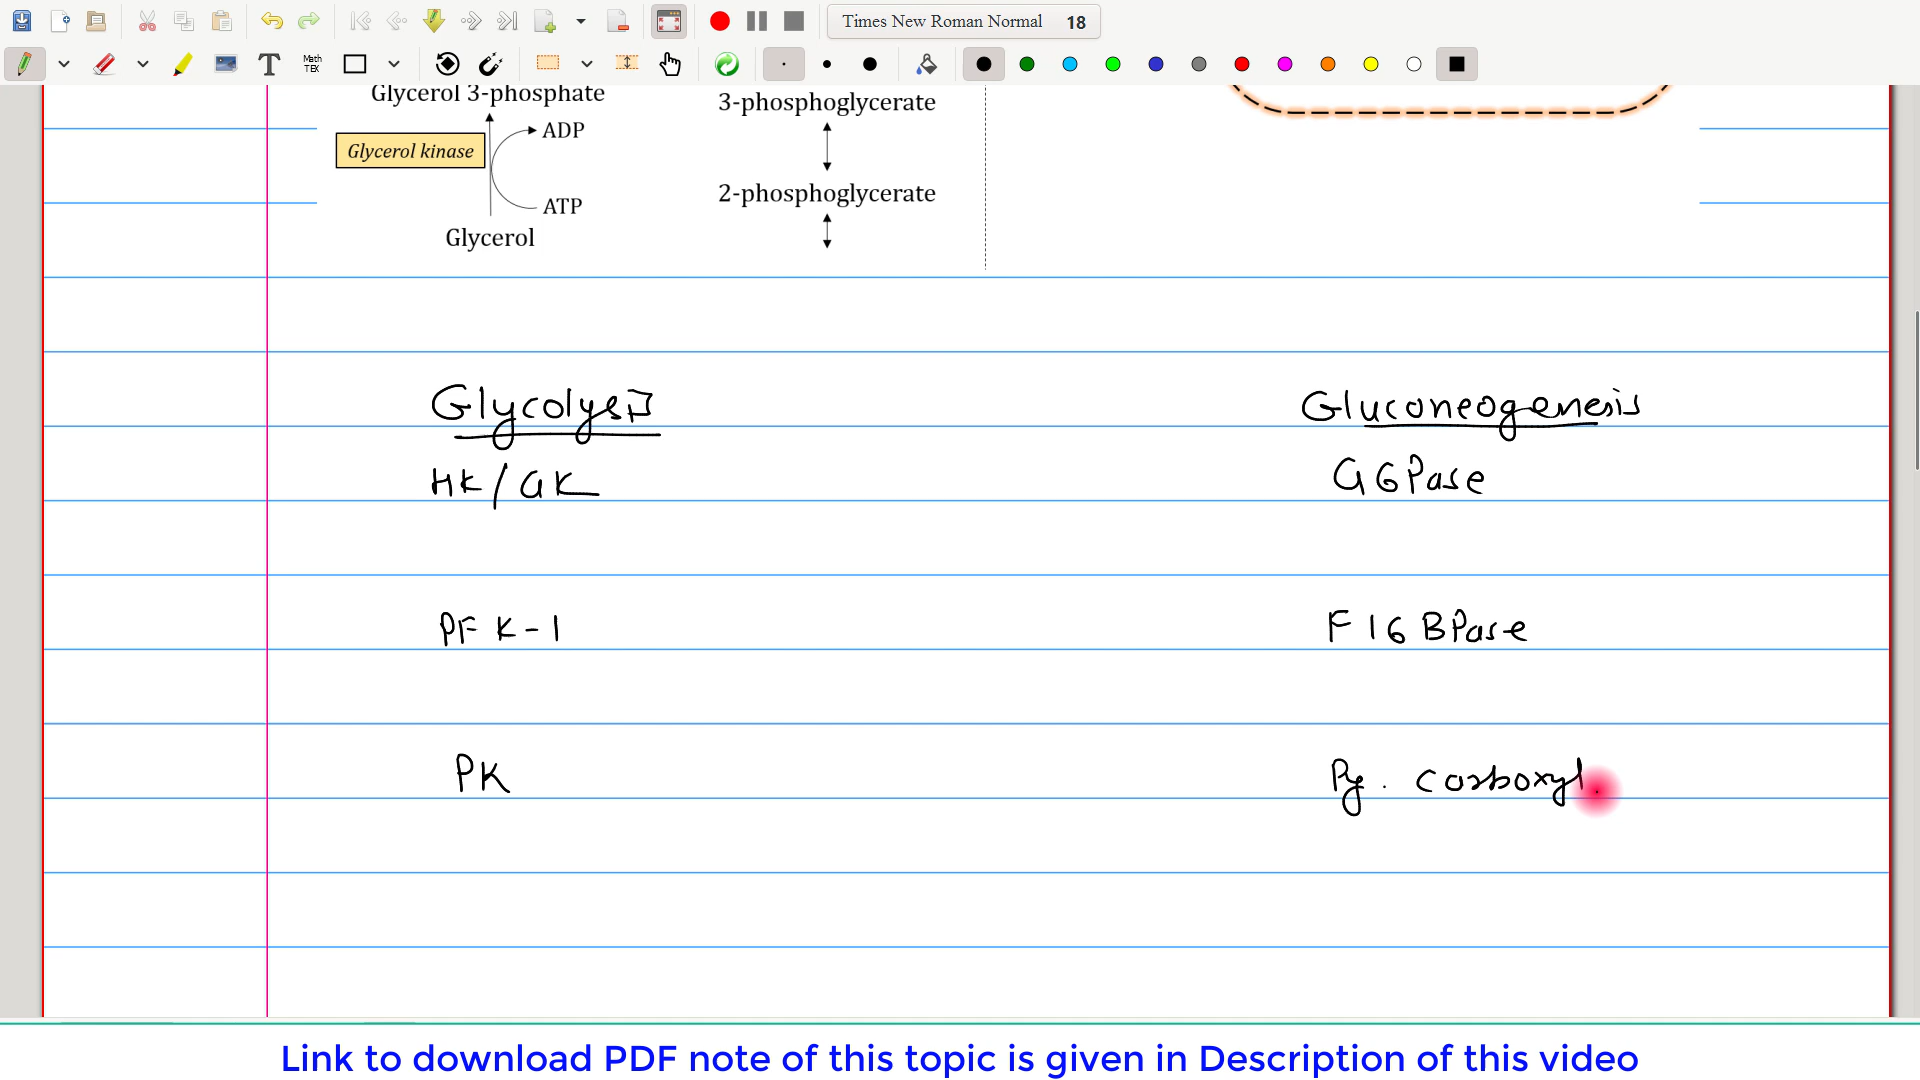 Times New Roman Normal 18
Math
TEX
Glycerol 3-phosphate
ADP
Glycerol kinase
ATP
Glycerol
3-phosphoglycerate
2-phosphoglycerate
Glycolysis Gluconeogenesis
HK/GK G6Pase
PFK-1 F16BPase
PK Py. carboxyl
Link to download PDF note of this topic is given in Description of this video